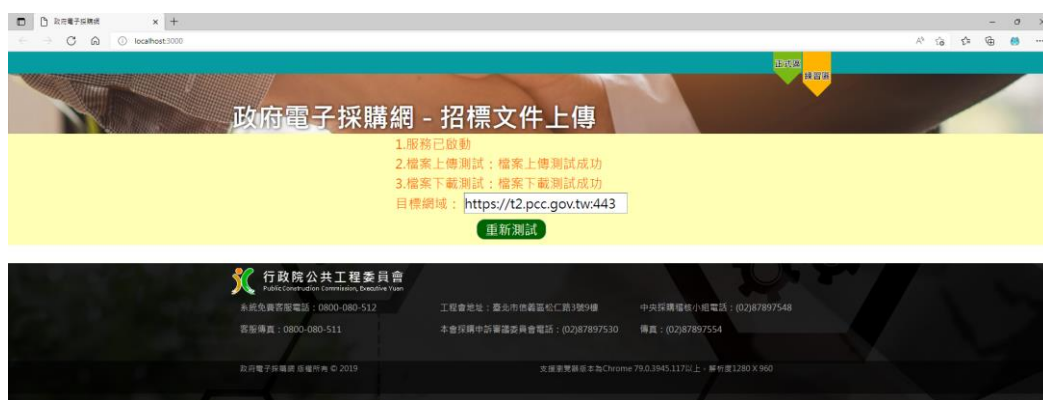 政府電子採購網
localhost:3000
正式區
練習區
政府電子採購網 - 招標文件上傳
1.服務已啟動
2.檔案上傳測試：檔案上傳測試成功
3.檔案下載測試：檔案下載測試成功
目標網域： https://t2.pcc.gov.tw:443
重新測試
行政院公共工程委員會
Public Construction Commission, Executive Yuan
系統免費客服電話：0800-080-512 工程會地址：臺北市信義區松仁路3號9樓 中央採購稽核小組電話：(02)87897548
客服傳真：0800-080-511 本會採購申訴審議委員會電話：(02)87897530 傳真：(02)87897554
政府電子採購網 版權所有 © 2019 支援瀏覽器版本為Chrome 79.0.3945.117以上，解析度1280 X 960